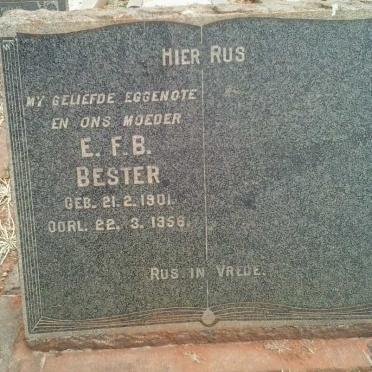 HIER RUS
MY GELIEFDE EGGENOTE
EN ONS MOEDER
E. F. B.
BESTER
GEB. 21. 2. 1901.
OORL. 22. 3. 1956.
RUS IN VREDE.